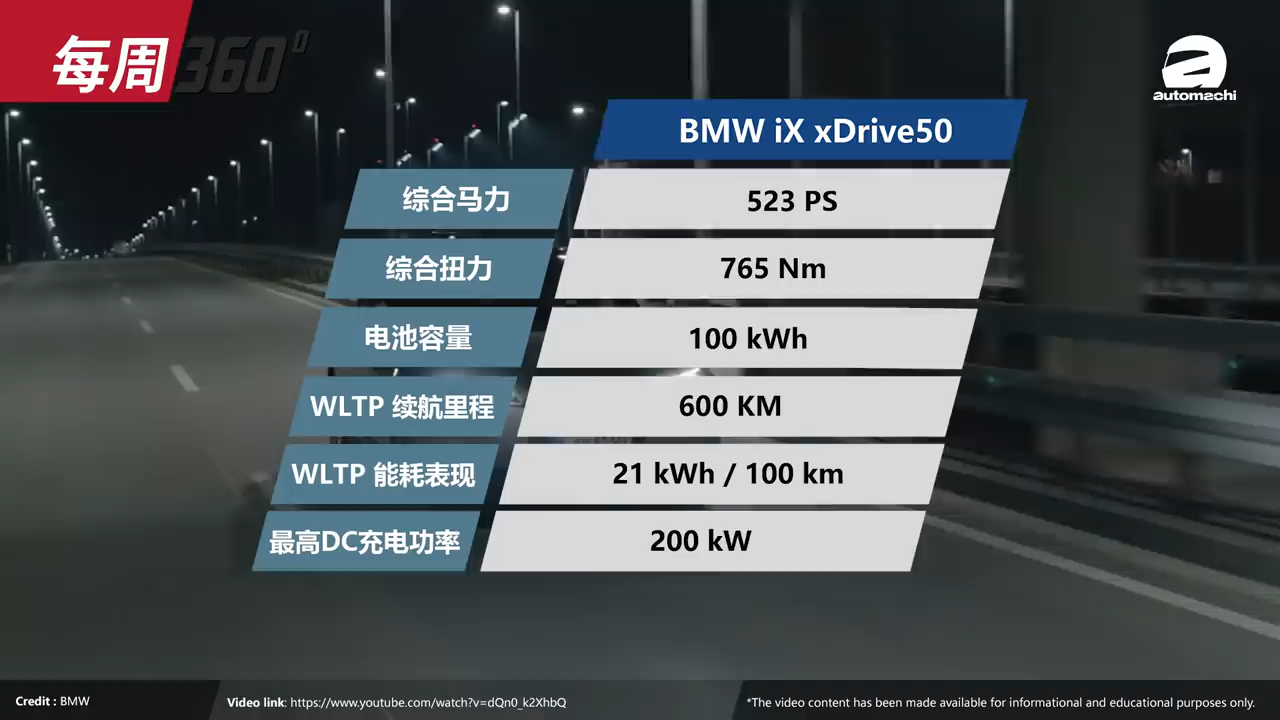 每周360°
automachi
BMW iX xDrive50
综合马力 523 PS
综合扭力 765 Nm
电池容量 100 kWh
WLTP 续航里程 600 KM
WLTP 能耗表现 21 kWh / 100 km
最高DC充电功率 200 kW
Credit : BMW
Video link: https://www.youtube.com/watch?v=dQn0_k2XhbQ
*The video content has been made available for informational and educational purposes only.